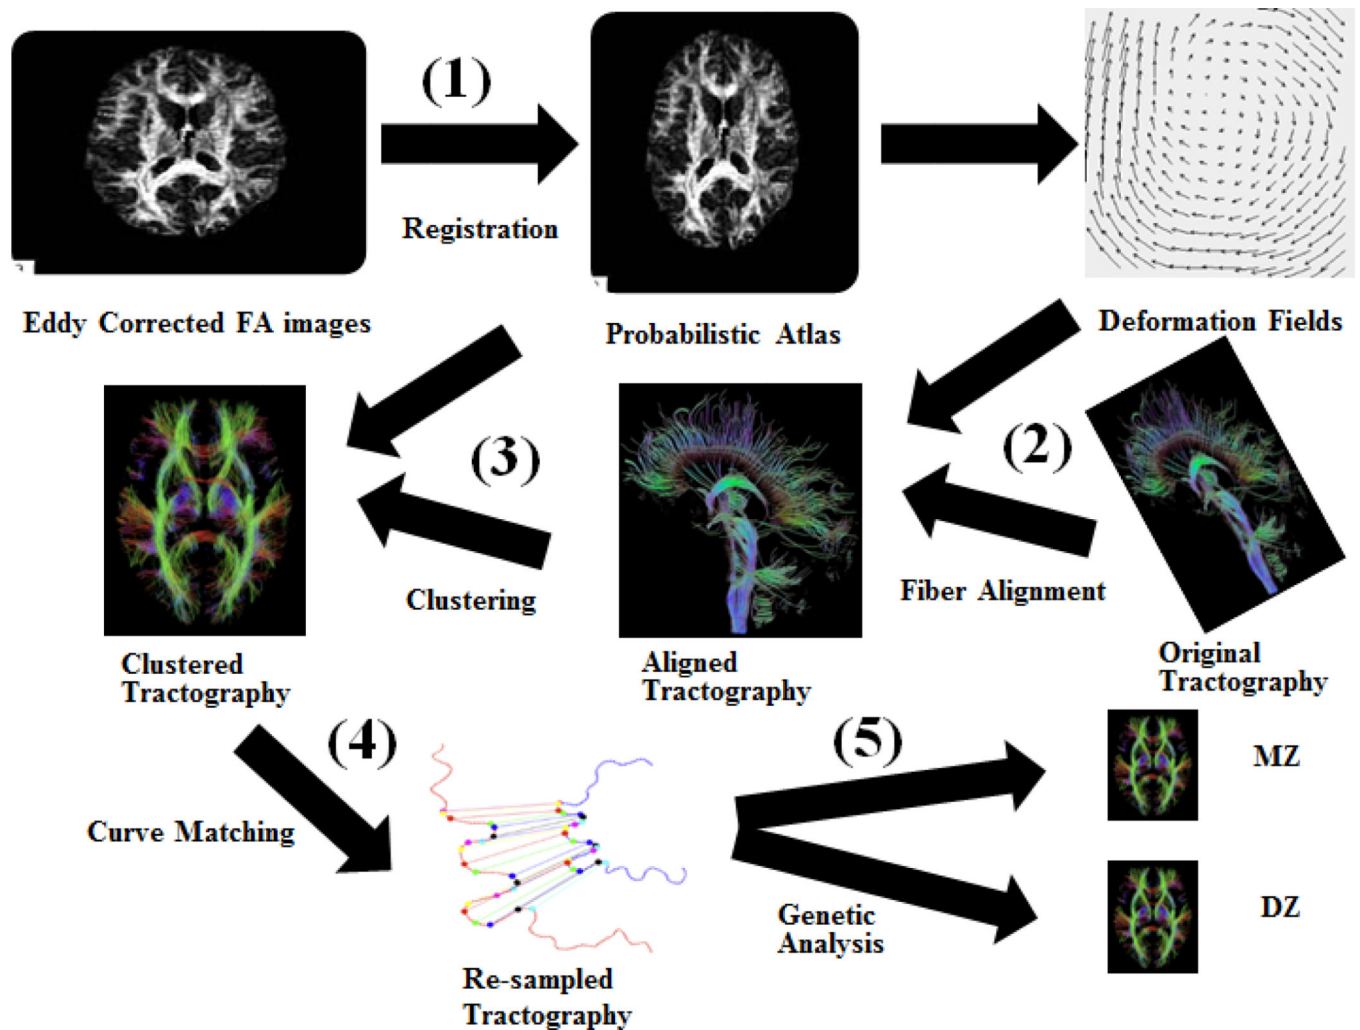 (1)
Registration
Eddy Corrected FA images
Probabilistic Atlas
Deformation Fields
(2)
Fiber Alignment
(3)
Clustering
Clustered
Tractography
Aligned
Tractography
Original
Tractography
(4)
Curve Matching
Re-sampled
Tractography
(5)
Genetic
Analysis
MZ
DZ